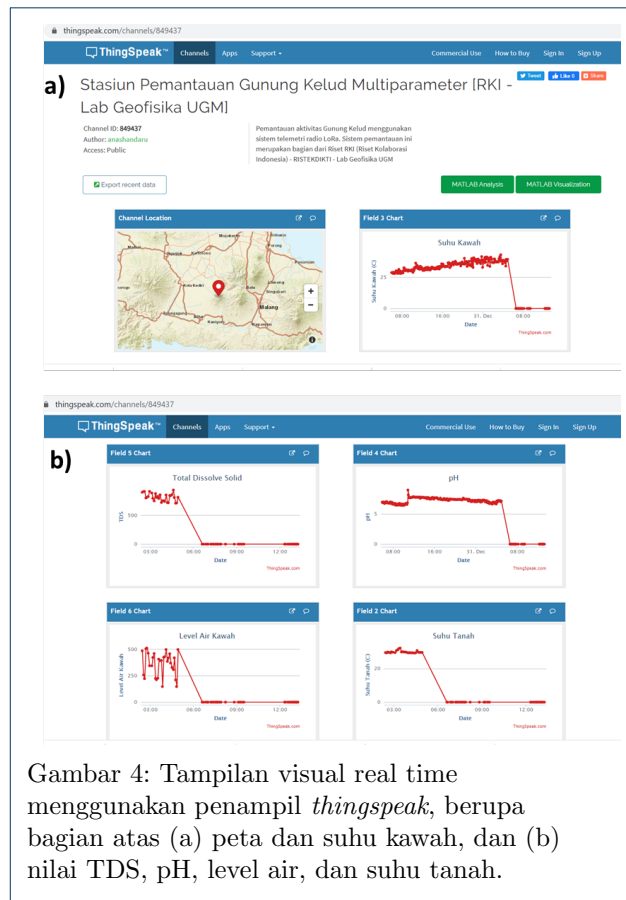 thingspeak.com/channels/849437
ThingSpeak™ Channels Apps Support Commercial Use How to Buy Sign In Sign Up
a)
Stasiun Pemantauan Gunung Kelud Multiparameter [RKI - Lab Geofisika UGM]
Tweet Like 0 Share
Channel ID: 849437
Author: anashandaru
Access: Public
Pemantauan aktivitas Gunung Kelud menggunakan
sistem telemetri radio LoRa. Sistem pemantauan ini
merupakan bagian dari Riset RKI (Riset Kolaborasi
Indonesia) - RISTEKDIKTI - Lab Geofisika UGM
Export recent data
MATLAB Analysis MATLAB Visualization
Channel Location
Malang
+
−
Field 3 Chart
Suhu Kawah
Suhu Kawah (C)
25
0
08:00 16:00 31. Dec 08:00
Date
ThingSpeak.com
thingspeak.com/channels/849437
ThingSpeak™ Channels Apps Support Commercial Use How to Buy Sign In Sign Up
b)
Field 5 Chart
Total Dissolve Solid
TDS
500
0
03:00 06:00 09:00 12:00
Date
ThingSpeak.com
Field 4 Chart
pH
pH
5
0
08:00 16:00 31. Dec 08:00
Date
ThingSpeak.com
Field 6 Chart
Level Air Kawah
Level Air Kawah
500
250
0
03:00 06:00 09:00 12:00
Date
ThingSpeak.com
Field 2 Chart
Suhu Tanah
Suhu Tanah (C)
20
0
03:00 06:00 09:00 12:00
Date
ThingSpeak.com
Gambar 4: Tampilan visual real time
menggunakan penampil thingspeak, berupa
bagian atas (a) peta dan suhu kawah, dan (b)
nilai TDS, pH, level air, dan suhu tanah.